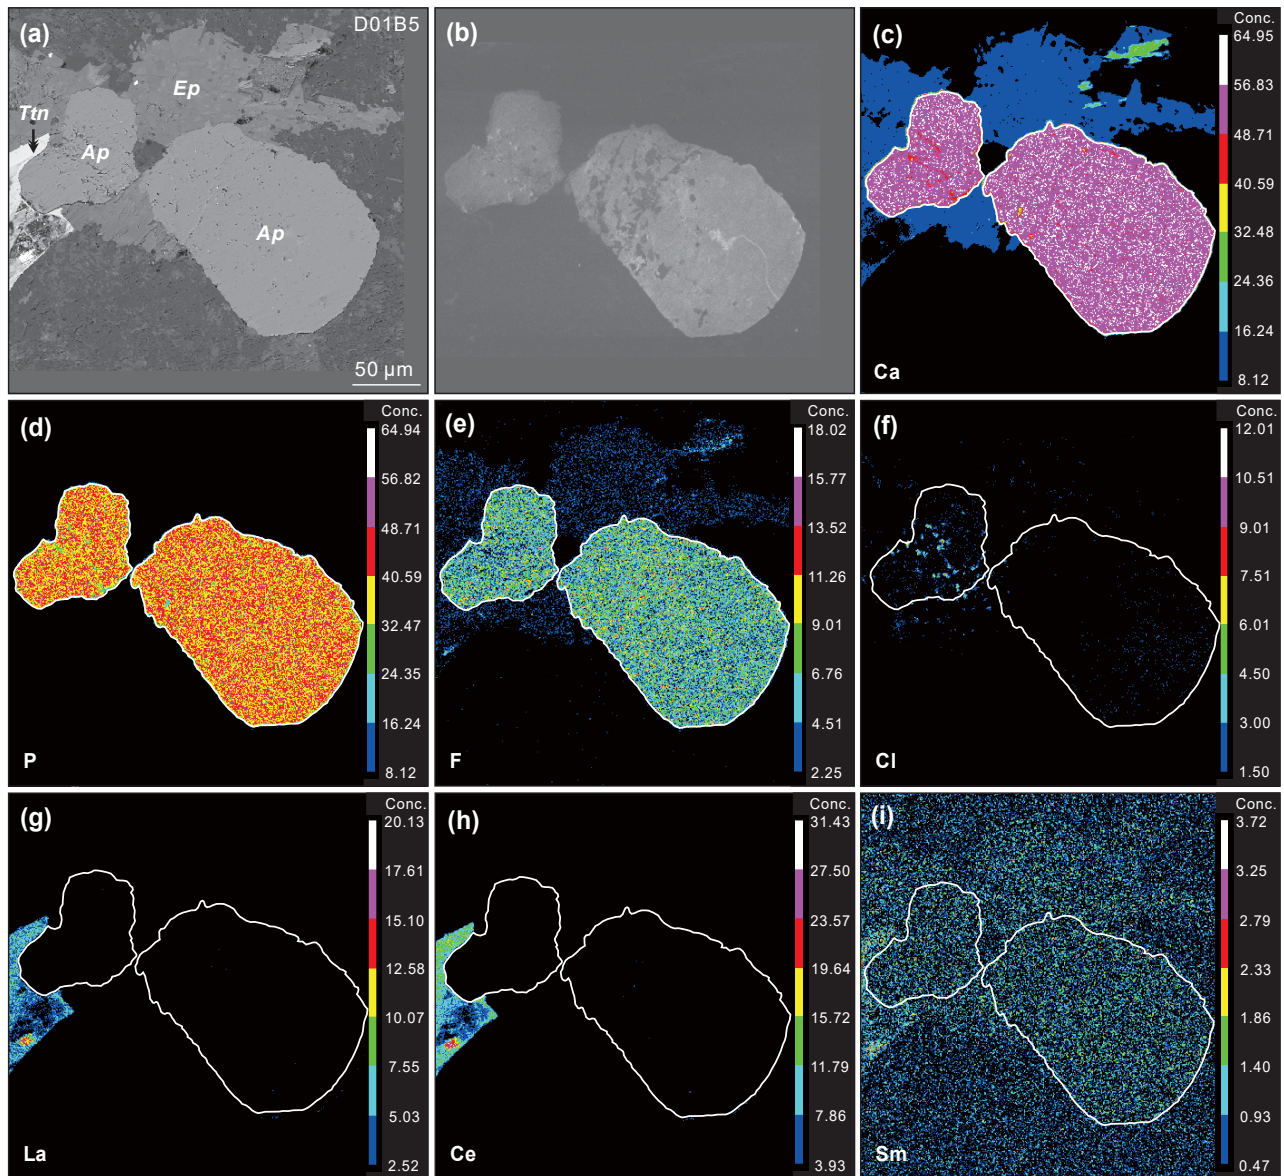 (a)
D01B5
Ep
Ttn
Ap
Ap
50 µm
(b)
(c)
Conc.
64.95
56.83
48.71
40.59
32.48
24.36
16.24
8.12
Ca
(d)
Conc.
64.94
56.82
48.71
40.59
32.47
24.35
16.24
8.12
P
(e)
Conc.
18.02
15.77
13.52
11.26
9.01
6.76
4.51
2.25
F
(f)
Conc.
12.01
10.51
9.01
7.51
6.01
4.50
3.00
1.50
Cl
(g)
Conc.
20.13
17.61
15.10
12.58
10.07
7.55
5.03
2.52
La
(h)
Conc.
31.43
27.50
23.57
19.64
15.72
11.79
7.86
3.93
Ce
(i)
Conc.
3.72
3.25
2.79
2.33
1.86
1.40
0.93
0.47
Sm